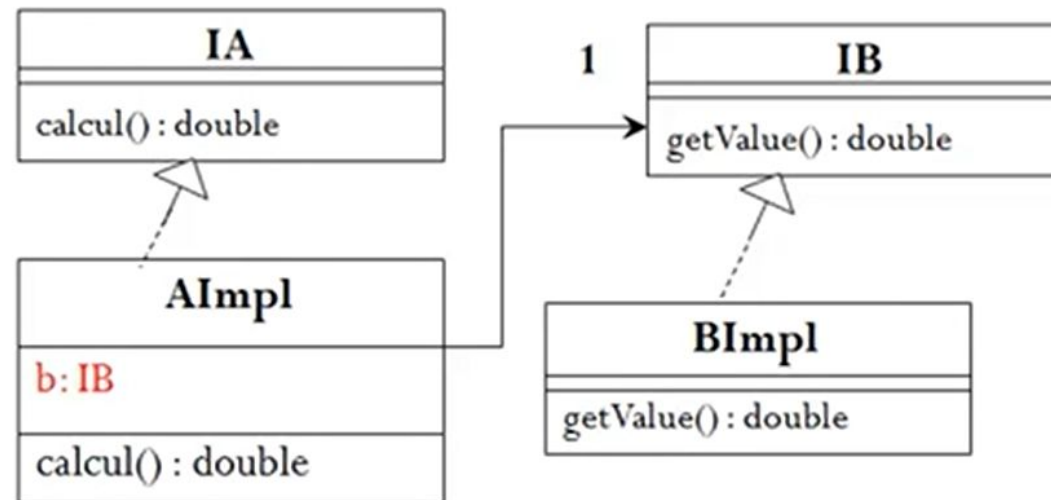 IA
calcul() : double
1
IB
getValue() : double
AImpl
b: IB
calcul() : double
BImpl
getValue() : double